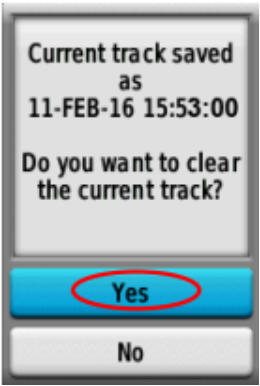 Current track saved
as
11-FEB-16 15:53:00
Do you want to clear
the current track?
Yes
No